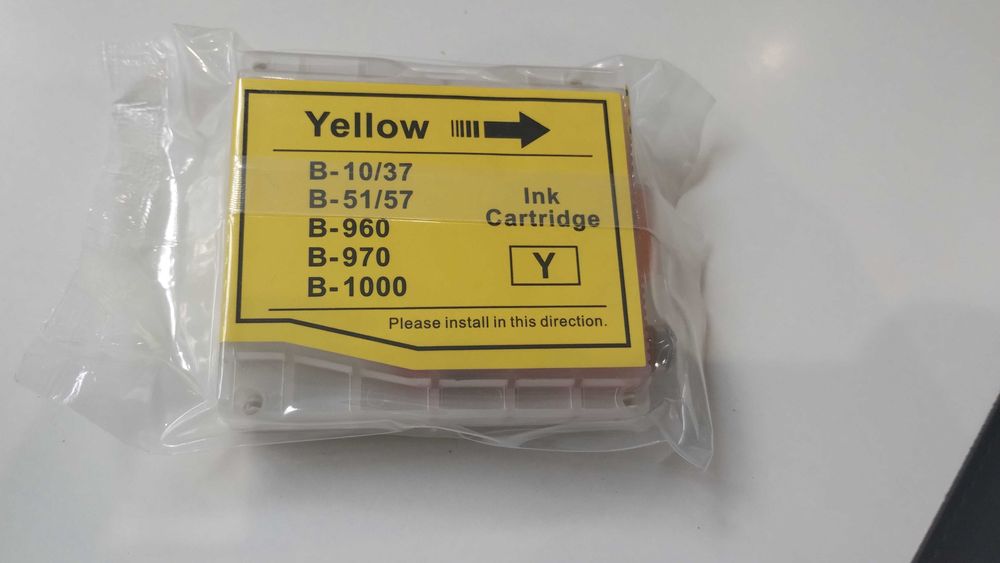 Yellow
B-10/37
B-51/57
B-960
B-970
B-1000
Ink
Cartridge
Y
Please install in this direction.